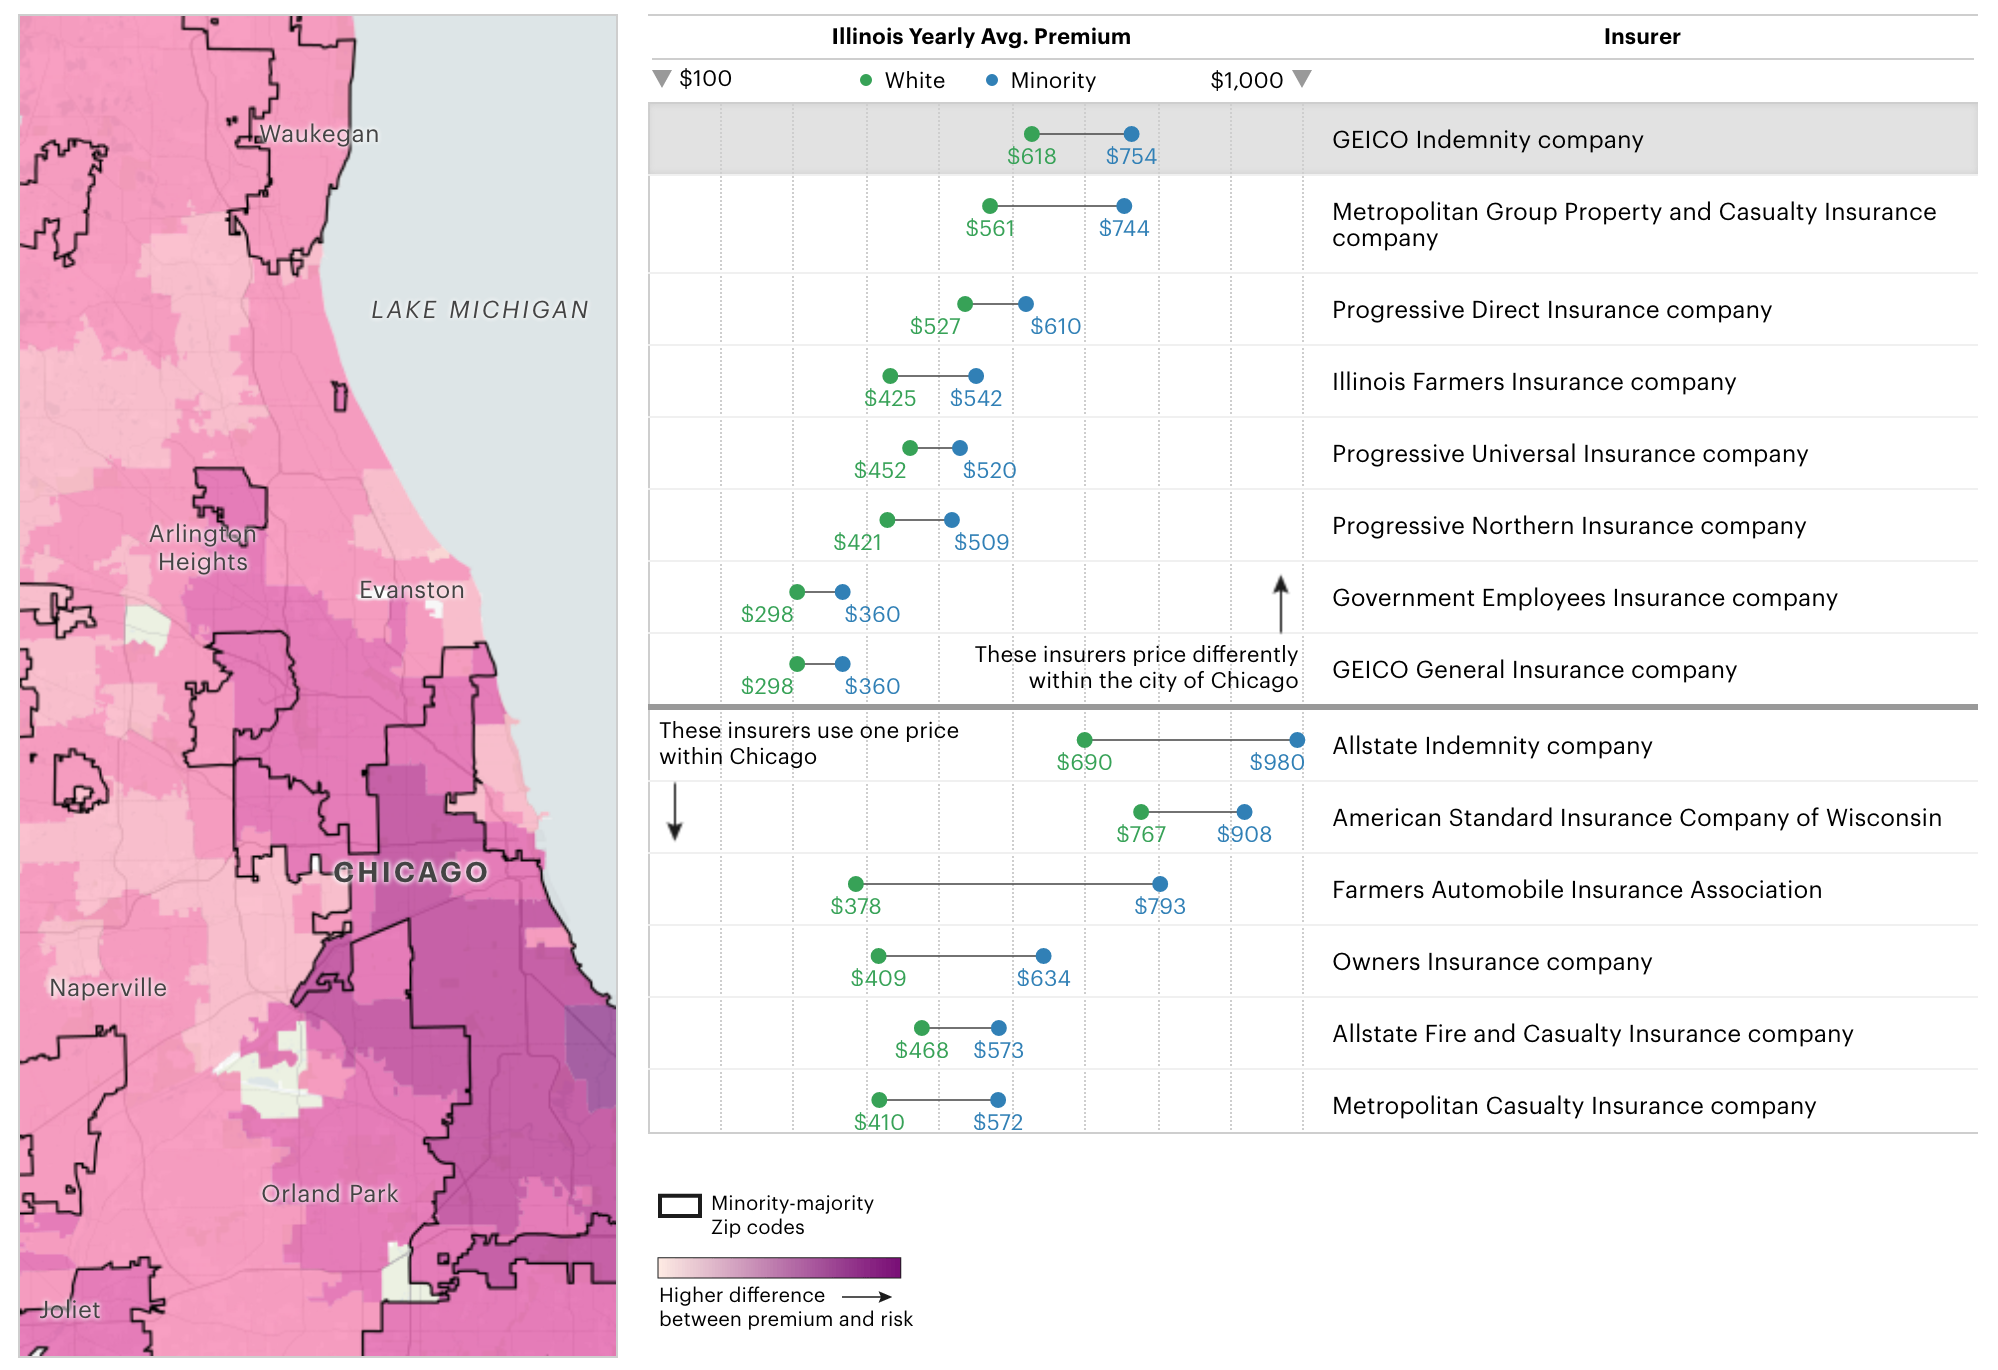 Waukegan
LAKE MICHIGAN
Arlington
Heights
Evanston
CHICAGO
Naperville
Orland Park
Joliet
Illinois Yearly Avg. Premium
Insurer
$100
White
Minority
$1,000
$618
$754
GEICO Indemnity company
$561
$744
Metropolitan Group Property and Casualty Insurance
company
$527
$610
Progressive Direct Insurance company
$425
$542
Illinois Farmers Insurance company
$452
$520
Progressive Universal Insurance company
$421
$509
Progressive Northern Insurance company
$298
$360
Government Employees Insurance company
$298
$360
GEICO General Insurance company
These insurers price differently
within the city of Chicago
These insurers use one price
within Chicago
$690
$980
Allstate Indemnity company
$767
$908
American Standard Insurance Company of Wisconsin
$378
$793
Farmers Automobile Insurance Association
$409
$634
Owners Insurance company
$468
$573
Allstate Fire and Casualty Insurance company
$410
$572
Metropolitan Casualty Insurance company
Minority-majority
Zip codes
Higher difference
between premium and risk